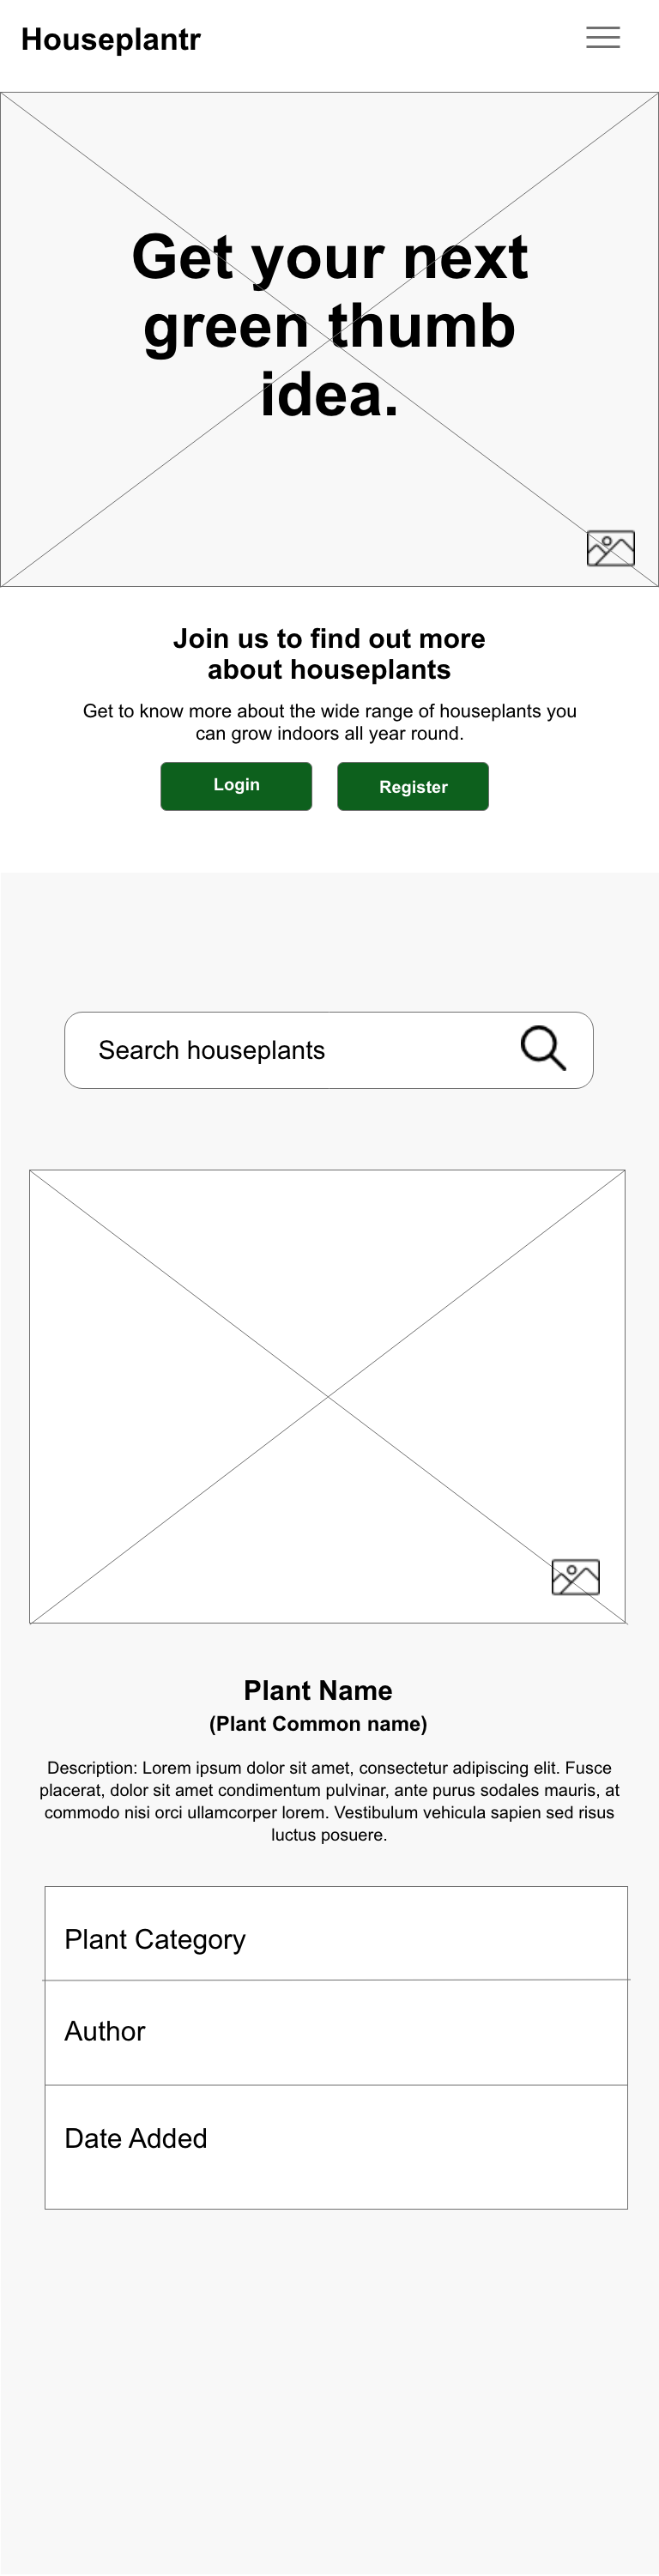 Houseplantr
Get your next
green thumb
idea.
Join us to find out more
about houseplants
Get to know more about the wide range of houseplants you
can grow indoors all year round.
Login
Register
Search houseplants
Plant Name
(Plant Common name)
Description: Lorem ipsum dolor sit amet, consectetur adipiscing elit. Fusce
placerat, dolor sit amet condimentum pulvinar, ante purus sodales mauris, at
commodo nisi orci ullamcorper lorem. Vestibulum vehicula sapien sed risus
luctus posuere.
Plant Category
Author
Date Added